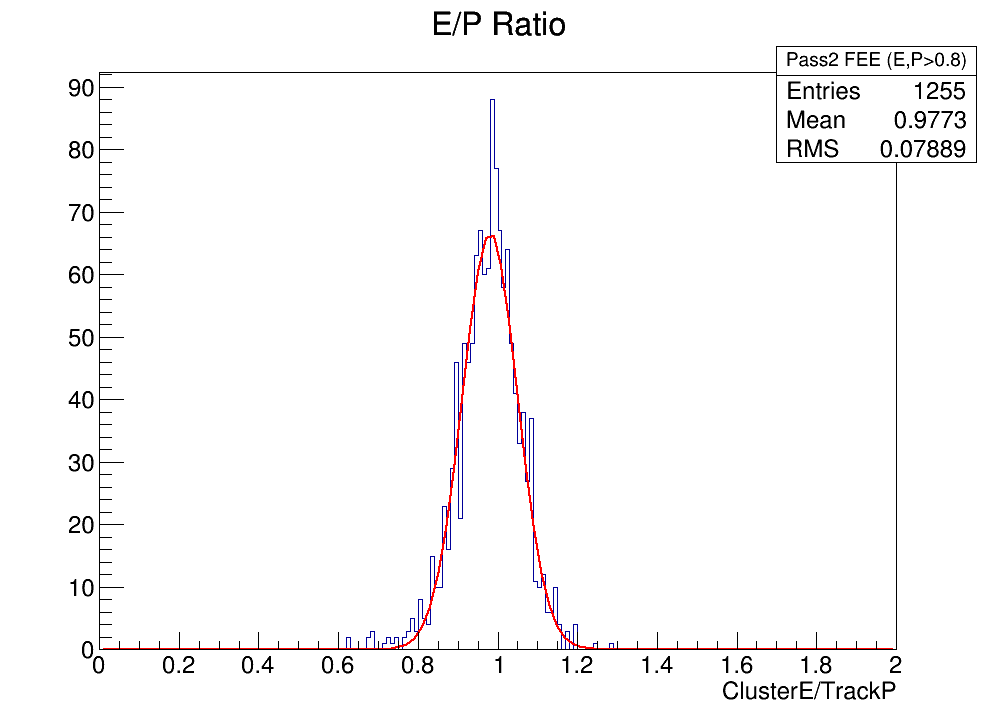 E/P Ratio
Pass2 FEE (E,P>0.8)
Entries 1255
Mean 0.9773
RMS 0.07889
90
80
70
60
50
40
30
20
10
0
0 0.2 0.4 0.6 0.8 1 1.2 1.4 1.6 1.8 2
ClusterE/TrackP